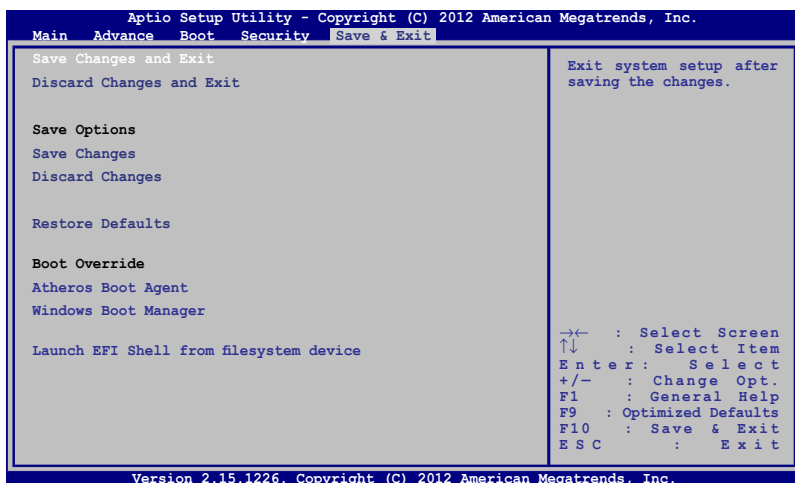 Aptio Setup Utility - Copyright (C) 2012 American Megatrends, Inc.
Main Advance Boot Security Save & Exit
Save Changes and Exit
Discard Changes and Exit
Save Options
Save Changes
Discard Changes
Restore Defaults
Boot Override
Atheros Boot Agent
Windows Boot Manager
Launch EFI Shell from filesystem device
Exit system setup after
saving the changes.
→← : Select Screen
↑↓ : Select Item
Enter: Select
+/— : Change Opt.
F1 : General Help
F9 : Optimized Defaults
F10 : Save & Exit
ESC : Exit
Version 2.15.1226. Copyright (C) 2012 American Megatrends, Inc.